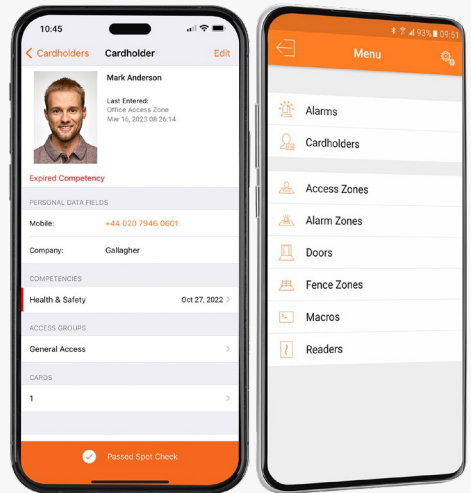 10:45
Cardholders Cardholder Edit
Mark Anderson
Last Entered:
Office Access Zone
Mar 16, 2023 08:26:14
Expired Competency
PERSONAL DATA FIELDS
Mobile: +44 020 7946 0601
Company: Gallagher
COMPETENCIES
Health & Safety Oct 27, 2022
ACCESS GROUPS
General Access
CARDS
1
Passed Spot Check
93% 09:51
Menu
Alarms
Cardholders
Access Zones
Alarm Zones
Doors
Fence Zones
Macros
Readers